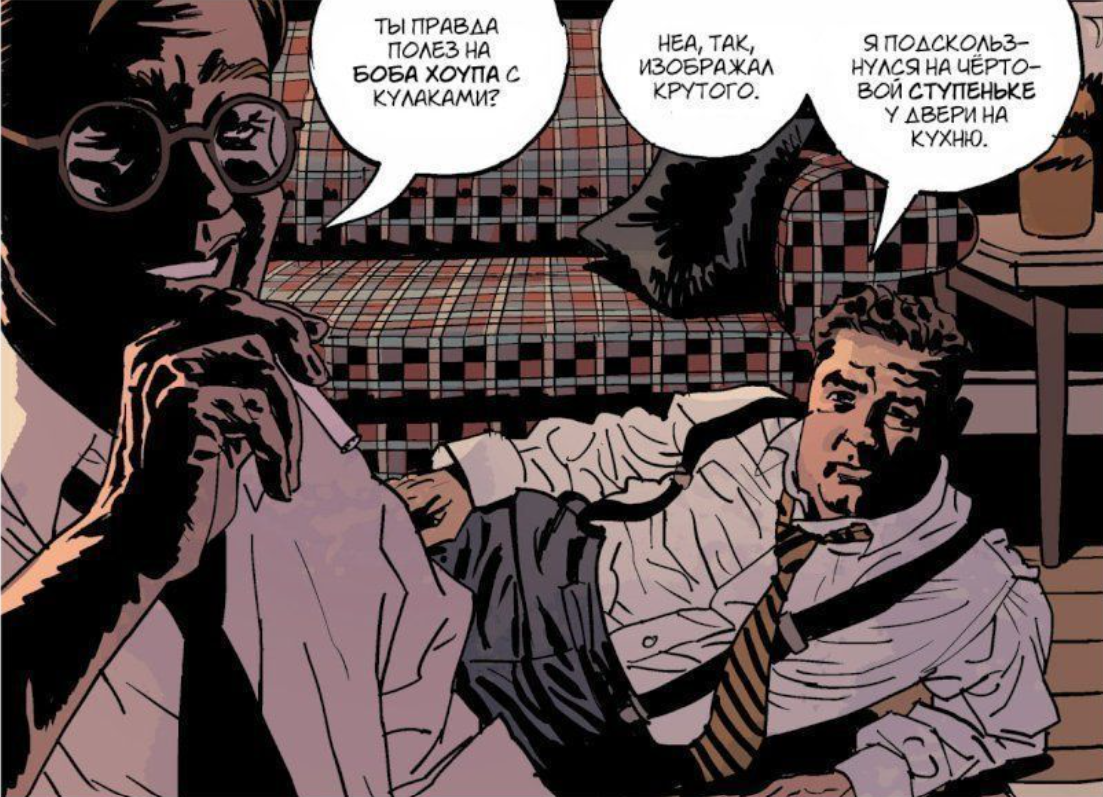 ТЫ ПРАВДА
ПОЛЕЗ НА
БОБА ХОУПА С
КУЛАКАМИ?
НЕА, ТАК,
ИЗОБРАЖАЛ
КРУТОГО.
Я ПОДСКОЛЬЗ-
НУЛСЯ НА ЧЁРТО-
ВОЙ СТУПЕНЬКЕ
У ДВЕРИ НА
КУХНЮ.